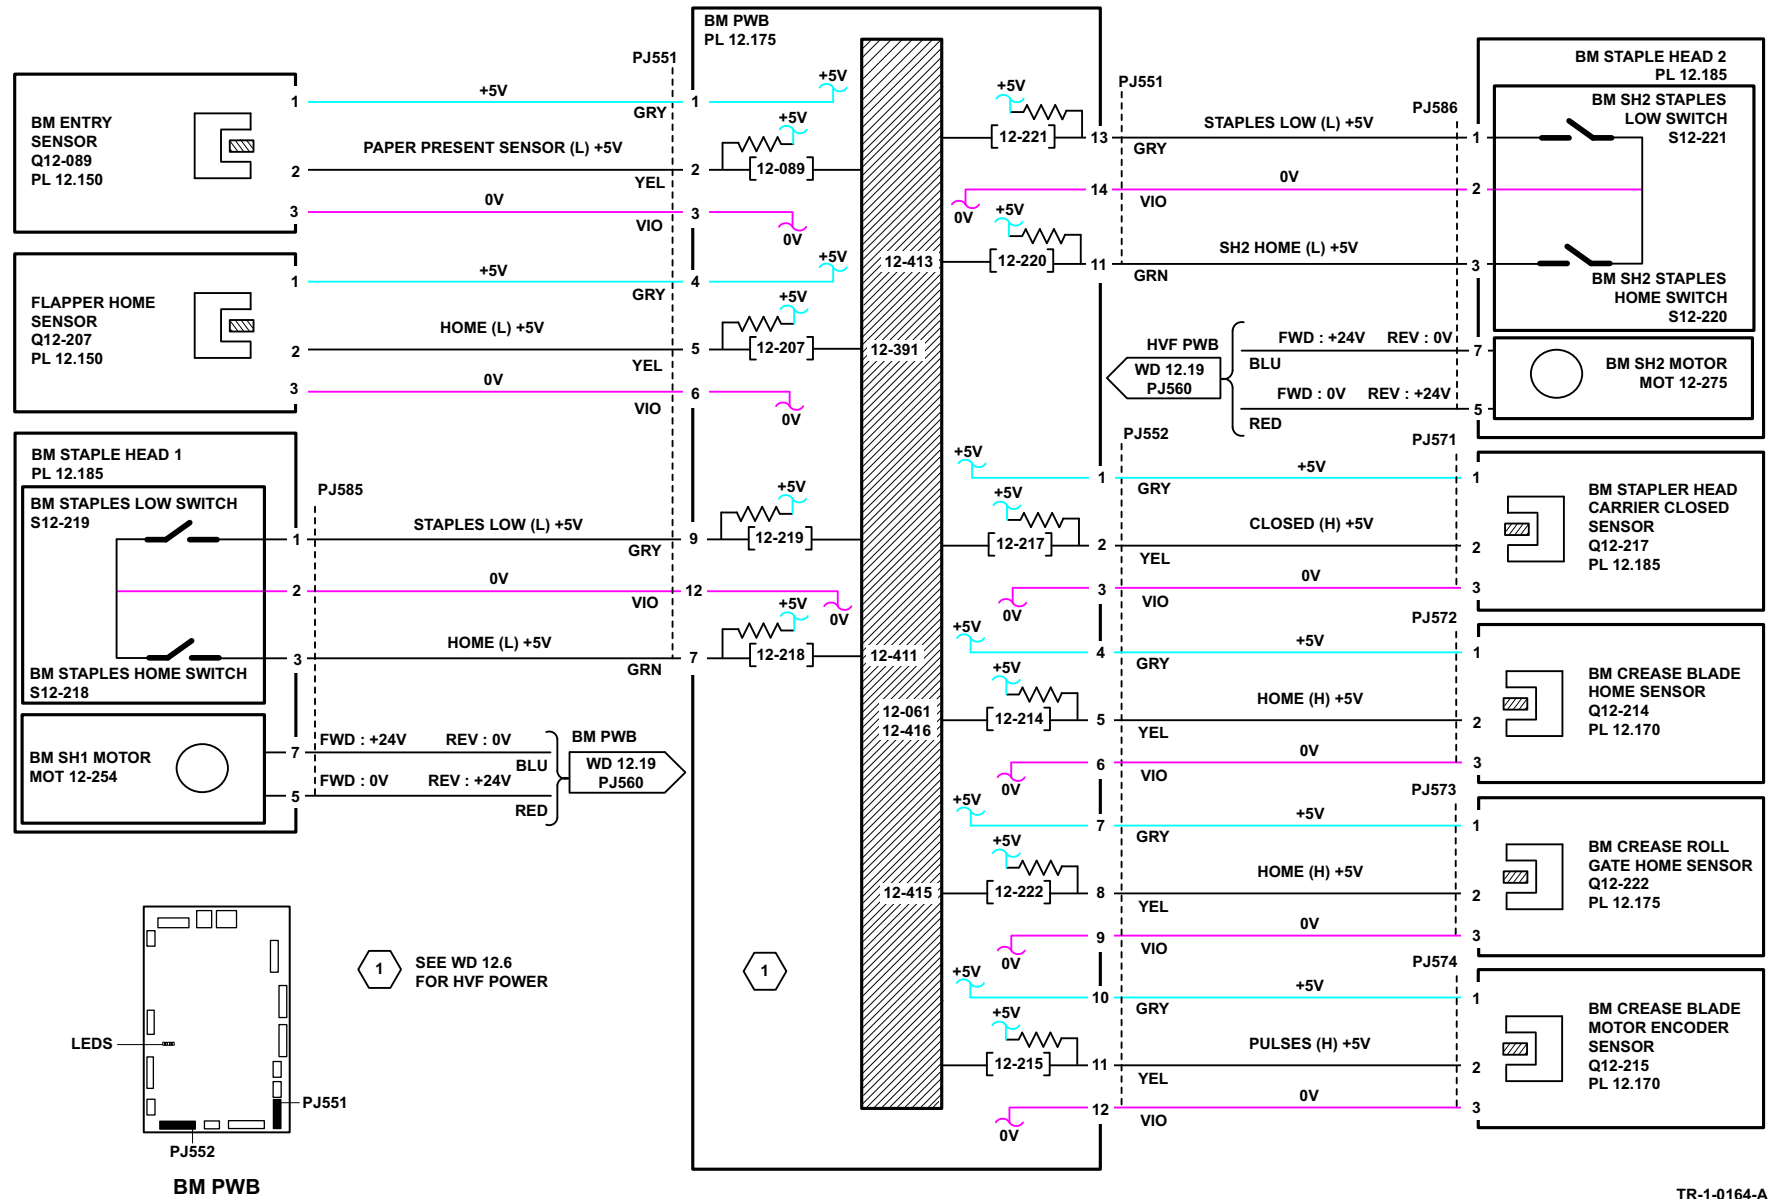 BM PWB
PL 12.175
PJ551
BM ENTRY
SENSOR
Q12-089
PL 12.150
1
+5V
GRY
1
+5V
2
PAPER PRESENT SENSOR (L) +5V
YEL
2
+5V
12-089
3
0V
VIO
3
0V
FLAPPER HOME
SENSOR
Q12-207
PL 12.150
1
+5V
GRY
4
+5V
2
HOME (L) +5V
YEL
5
+5V
12-207
12-391
3
0V
VIO
6
0V
BM STAPLE HEAD 1
PL 12.185
BM STAPLES LOW SWITCH
S12-219
PJ585
1
STAPLES LOW (L) +5V
GRY
9
+5V
12-219
2
0V
VIO
12
0V
3
HOME (L) +5V
GRN
7
+5V
12-218
12-411
BM STAPLES HOME SWITCH
S12-218
BM SH1 MOTOR
MOT 12-254
7
FWD : +24V
REV : 0V
BLU
5
FWD : 0V
REV : +24V
RED
BM PWB
WD 12.19
PJ560
PJ551
PJ586
BM STAPLE HEAD 2
PL 12.185
BM SH2 STAPLES
LOW SWITCH
S12-221
+5V
12-221
13
STAPLES LOW (L) +5V
GRY
1
0V
14
0V
VIO
2
12-413
+5V
12-220
11
SH2 HOME (L) +5V
GRN
3
BM SH2 STAPLES
HOME SWITCH
S12-220
HVF PWB
WD 12.19
PJ560
FWD : +24V
REV : 0V
BLU
7
FWD : 0V
REV : +24V
RED
5
BM SH2 MOTOR
MOT 12-275
PJ552
PJ571
+5V
1
+5V
GRY
1
+5V
12-217
2
CLOSED (H) +5V
YEL
2
0V
3
0V
VIO
3
BM STAPLER HEAD
CARRIER CLOSED
SENSOR
Q12-217
PL 12.185
PJ572
+5V
4
+5V
GRY
1
12-061
12-416
+5V
12-214
5
HOME (H) +5V
YEL
2
0V
6
0V
VIO
3
BM CREASE BLADE
HOME SENSOR
Q12-214
PL 12.170
PJ573
+5V
7
+5V
GRY
1
12-415
+5V
12-222
8
HOME (H) +5V
YEL
2
0V
9
0V
VIO
3
BM CREASE ROLL
GATE HOME SENSOR
Q12-222
PL 12.175
PJ574
+5V
10
+5V
GRY
1
+5V
12-215
11
PULSES (H) +5V
YEL
2
0V
12
0V
VIO
3
BM CREASE BLADE
MOTOR ENCODER
SENSOR
Q12-215
PL 12.170
1
SEE WD 12.6
FOR HVF POWER
1
LEDS
PJ551
PJ552
BM PWB
TR-1-0164-A